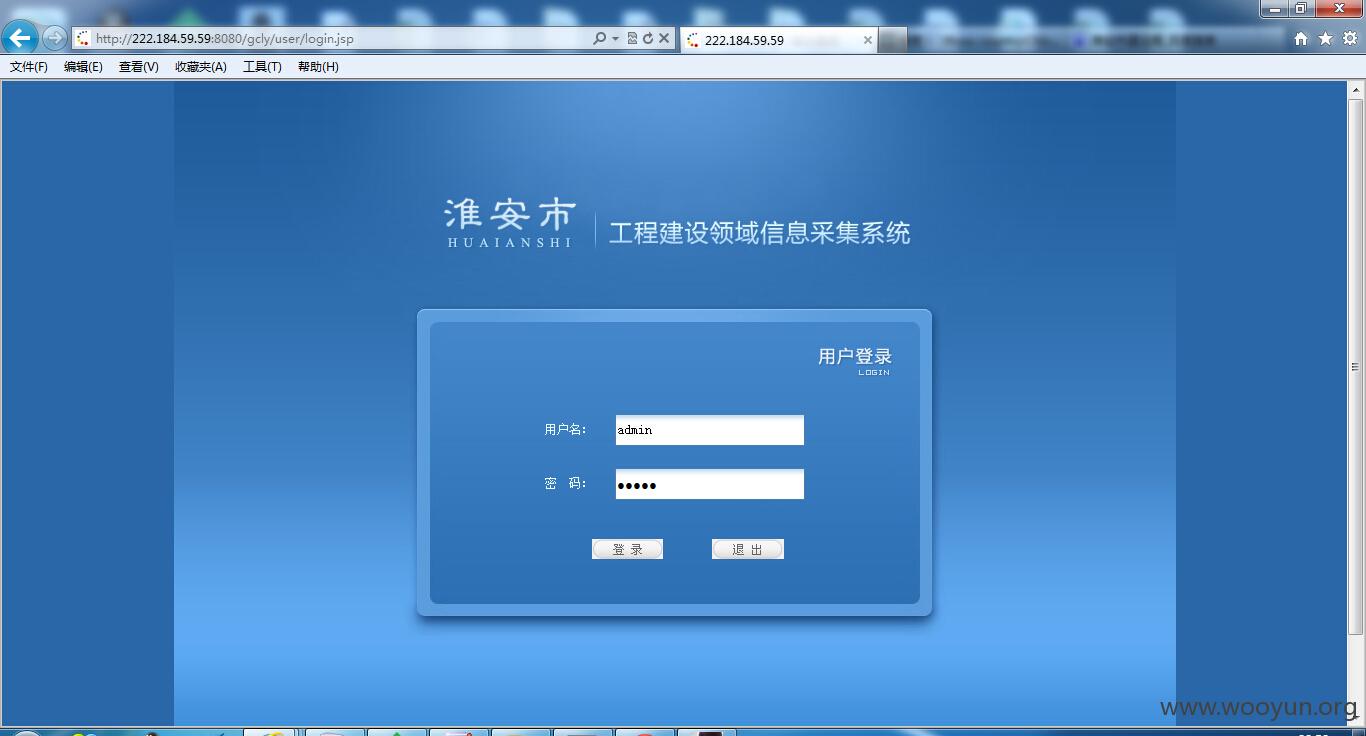 http://222.184.59.59:8080/gcly/user/login.jsp
222.184.59.59
文件(F) 编辑(E) 查看(V) 收藏夹(A) 工具(T) 帮助(H)
淮安市
HUAIANSHI
工程建设领域信息采集系统
用户登录
LOGIN
用户名: admin
密 码: •••••
登 录 退 出
www.wooyun.org